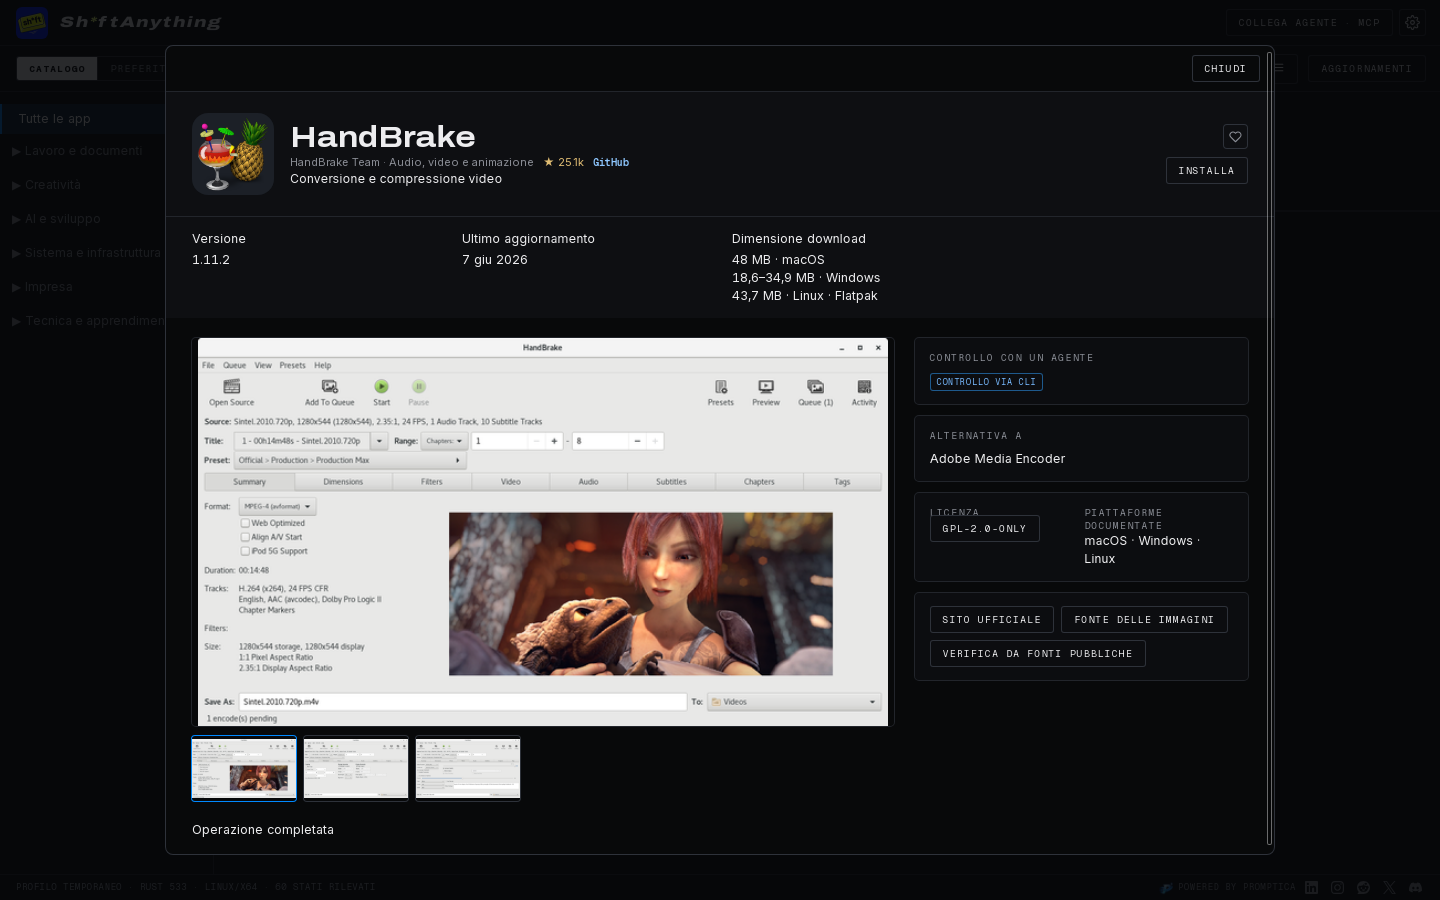 Sh*ftAnything
COLLEGA AGENTE · MCP
CATALOGO
PREFERIT
AGGIORNAMENTI
CHIUDI
Tutte le app
▶ Lavoro e documenti
▶ Creatività
▶ AI e sviluppo
▶ Sistema e infrastruttura
▶ Impresa
▶ Tecnica e apprendimen
HandBrake
HandBrake Team · Audio, video e animazione ★ 25.1k GitHub
Conversione e compressione video
INSTALLA
Versione
1.11.2
Ultimo aggiornamento
7 giu 2026
Dimensione download
48 MB · macOS
18,6–34,9 MB · Windows
43,7 MB · Linux · Flatpak
HandBrake
File Queue View Presets Help
Open Source Add To Queue Start Pause Presets Preview Queue (1) Activity
Source: Sintel.2010.720p, 1280x544 (1280x544), 2.35:1, 24 FPS, 1 Audio Track, 10 Subtitle Tracks
Title: 1 - 00h14m48s - Sintel.2010.720p Range: Chapters: 1 - 8
Preset: Official > Production > Production Max
Summary Dimensions Filters Video Audio Subtitles Chapters Tags
Format: MPEG-4 (avformat)
Web Optimized
Align A/V Start
iPod 5G Support
Duration: 00:14:48
Tracks: H.264 (x264), 24 FPS CFR
English, AAC (avcodec), Dolby Pro Logic II
Chapter Markers
Filters:
Size: 1280x544 storage, 1280x544 display
1:1 Pixel Aspect Ratio
2.35:1 Display Aspect Ratio
Save As: Sintel.2010.720p.m4v To: Videos
1 encode(s) pending
CONTROLLO CON UN AGENTE
CONTROLLO VIA CLI
ALTERNATIVA A
Adobe Media Encoder
LICENZA
GPL-2.0-ONLY
PIATTAFORME
DOCUMENTATE
macOS · Windows ·
Linux
SITO UFFICIALE
FONTE DELLE IMMAGINI
VERIFICA DA FONTI PUBBLICHE
Operazione completata
PROFILO TEMPORANEO RUST 533 LINUX/X64 60 STATI RILEVATI
POWERED BY PROMPTICA